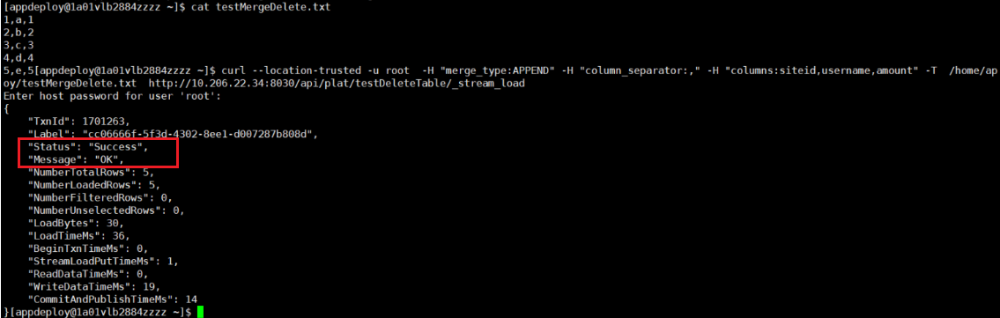 [appdeploy@1a01vlb2884zzzz ~]$ cat testMergeDelete.txt
1,a,1
2,b,2
3,c,3
4,d,4
5,e,5[appdeploy@1a01vlb2884zzzz ~]$ curl --location-trusted -u root  -H "merge_type:APPEND" -H "column_separator:," -H "columns:siteid,username,amount" -T  /home/ap
oy/testMergeDelete.txt  http://10.206.22.34:8030/api/plat/testDeleteTable/_stream_load
Enter host password for user 'root':
{
    "TxnId": 1701263,
    "Label": "cc06666f-5f3d-4302-8ee1-d007287b808d",
    "Status": "Success",
    "Message": "OK",
    "NumberTotalRows": 5,
    "NumberLoadedRows": 5,
    "NumberFilteredRows": 0,
    "NumberUnselectedRows": 0,
    "LoadBytes": 30,
    "LoadTimeMs": 36,
    "BeginTxnTimeMs": 0,
    "StreamLoadPutTimeMs": 1,
    "ReadDataTimeMs": 0,
    "WriteDataTimeMs": 19,
    "CommitAndPublishTimeMs": 14
}[appdeploy@1a01vlb2884zzzz ~]$